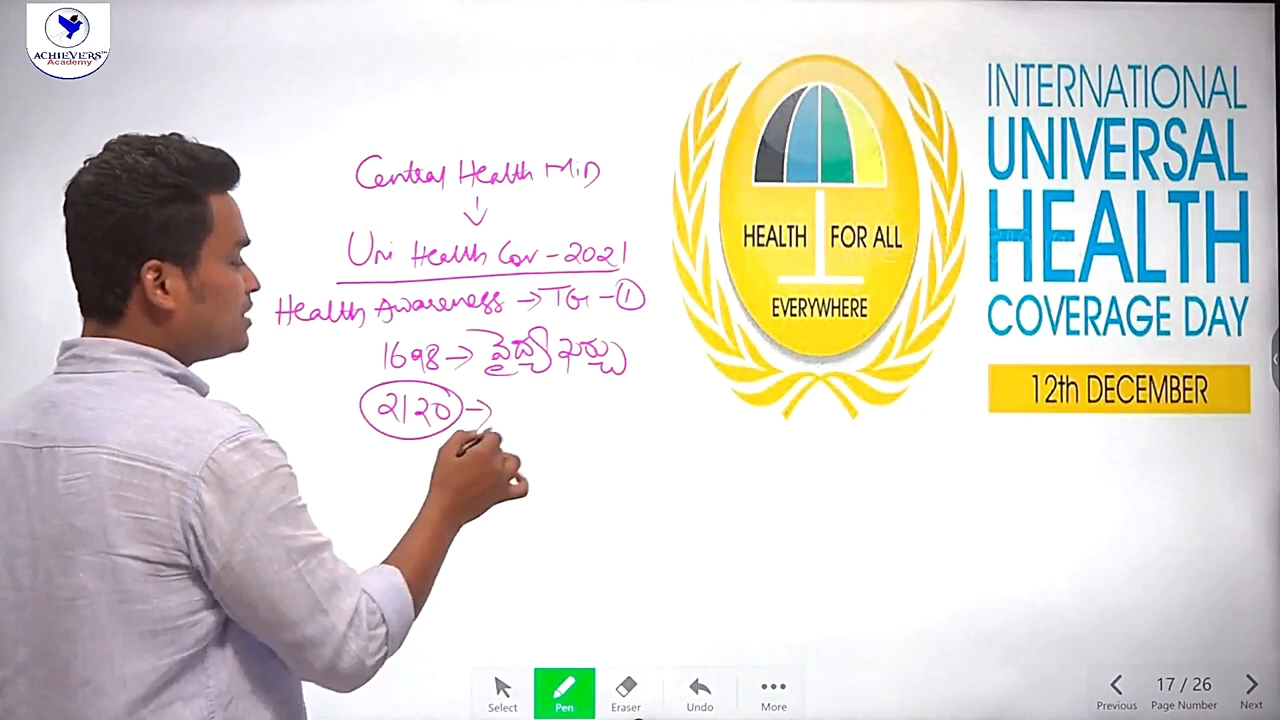 ACHIEVERS™
Academy
Central Health Min
Uni Health Cov - 2021
Health Awareness → TG - 1
1698 → వైద్య ఖర్చు
2120 →
HEALTH FOR ALL
EVERYWHERE
INTERNATIONAL
UNIVERSAL
HEALTH
COVERAGE DAY
12th DECEMBER
Select
Pen
Eraser
Undo
More
Previous
17 / 26
Page Number
Next